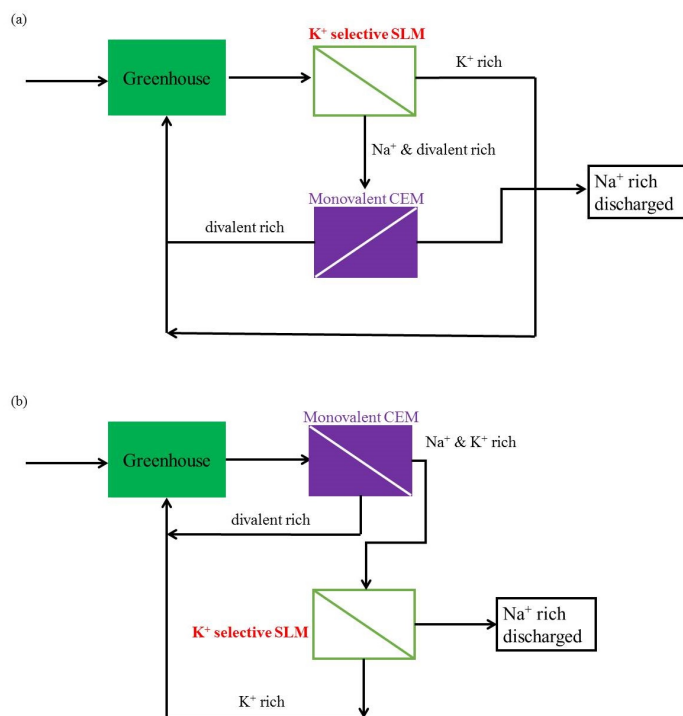 (a)
K⁺ selective SLM
Greenhouse
K⁺ rich
Na⁺ & divalent rich
Na⁺ rich
discharged
Monovalent CEM
divalent rich
(b)
Monovalent CEM
Na⁺ & K⁺ rich
Greenhouse
divalent rich
Na⁺ rich
discharged
K⁺ selective SLM
K⁺ rich